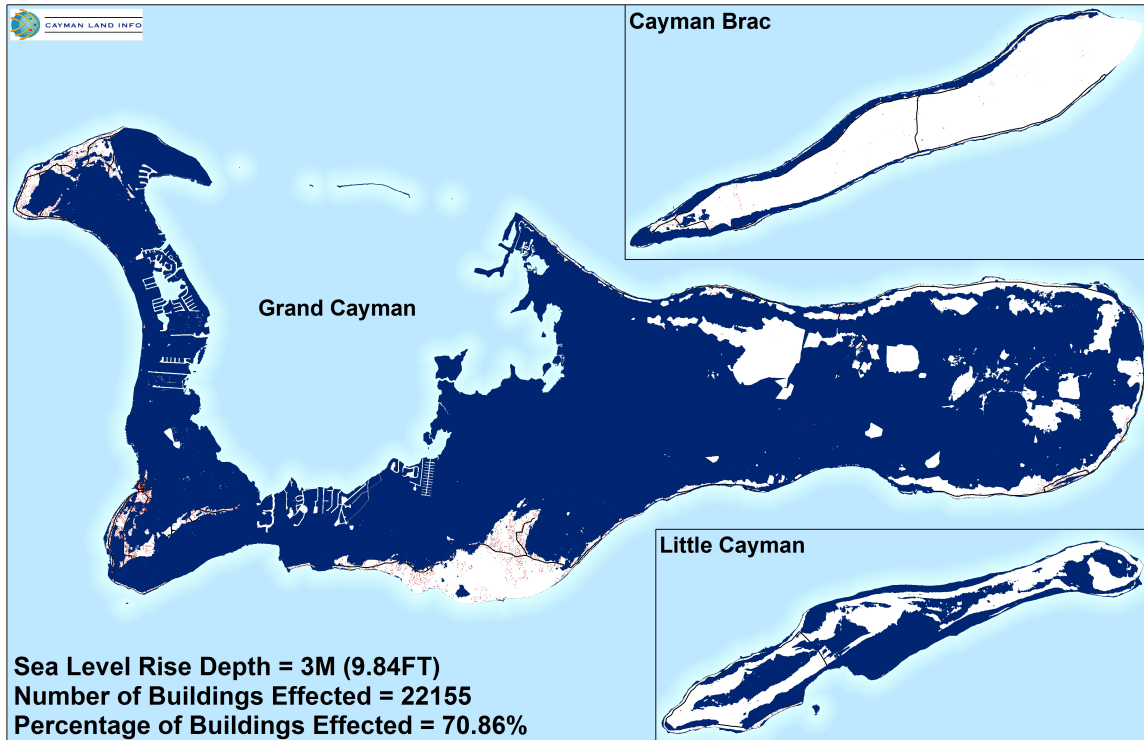 CAYMAN LAND INFO
Cayman Brac
Grand Cayman
Little Cayman
Sea Level Rise Depth = 3M (9.84FT)
Number of Buildings Effected = 22155
Percentage of Buildings Effected = 70.86%